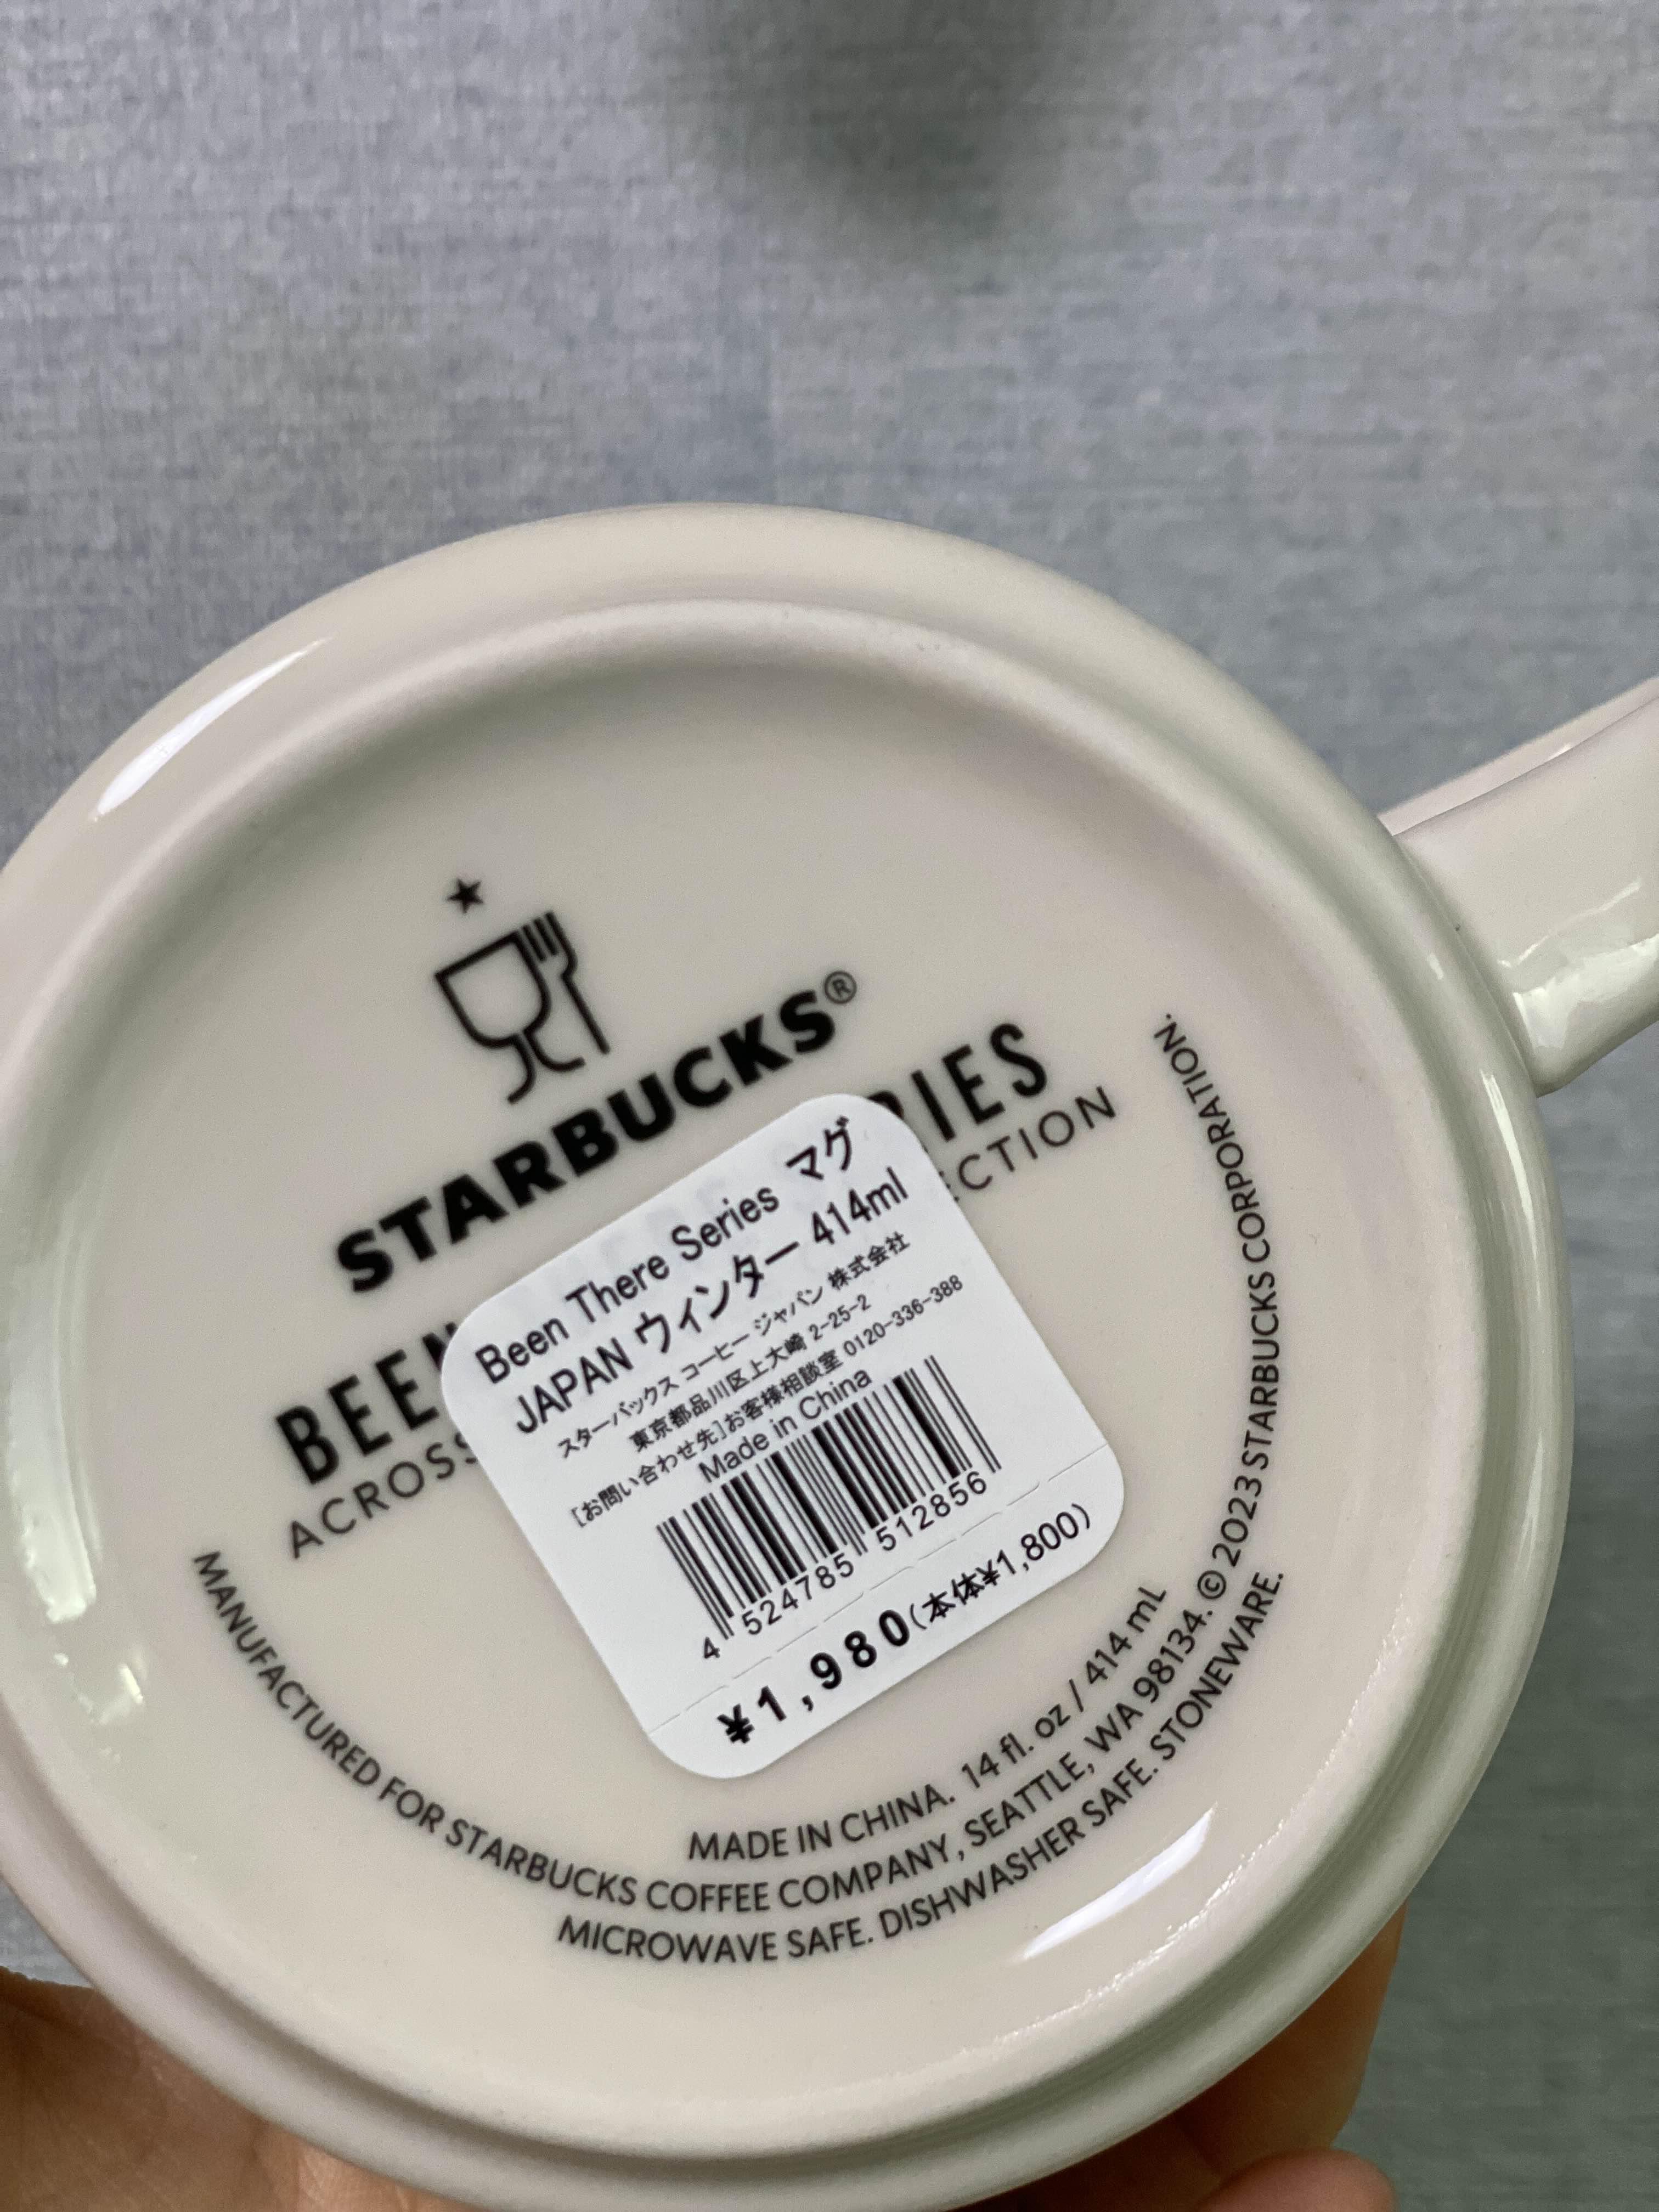 STARBUCKS®
BEEN RIES
ACROSS ECTION
Been There Series マグ
JAPAN ウィンター 414ml
スターバックス コーヒー ジャパン 株式会社
東京都品川区上大崎 2-25-2
[お問い合わせ先]お客様相談室 0120-336-388
Made in China
4 524785 512856
¥1,980(本体¥1,800)
MADE IN CHINA. 14 fl. oz / 414 mL
MANUFACTURED FOR STARBUCKS COFFEE COMPANY, SEATTLE, WA 98134. © 2023 STARBUCKS CORPORATION.
MICROWAVE SAFE. DISHWASHER SAFE. STONEWARE.